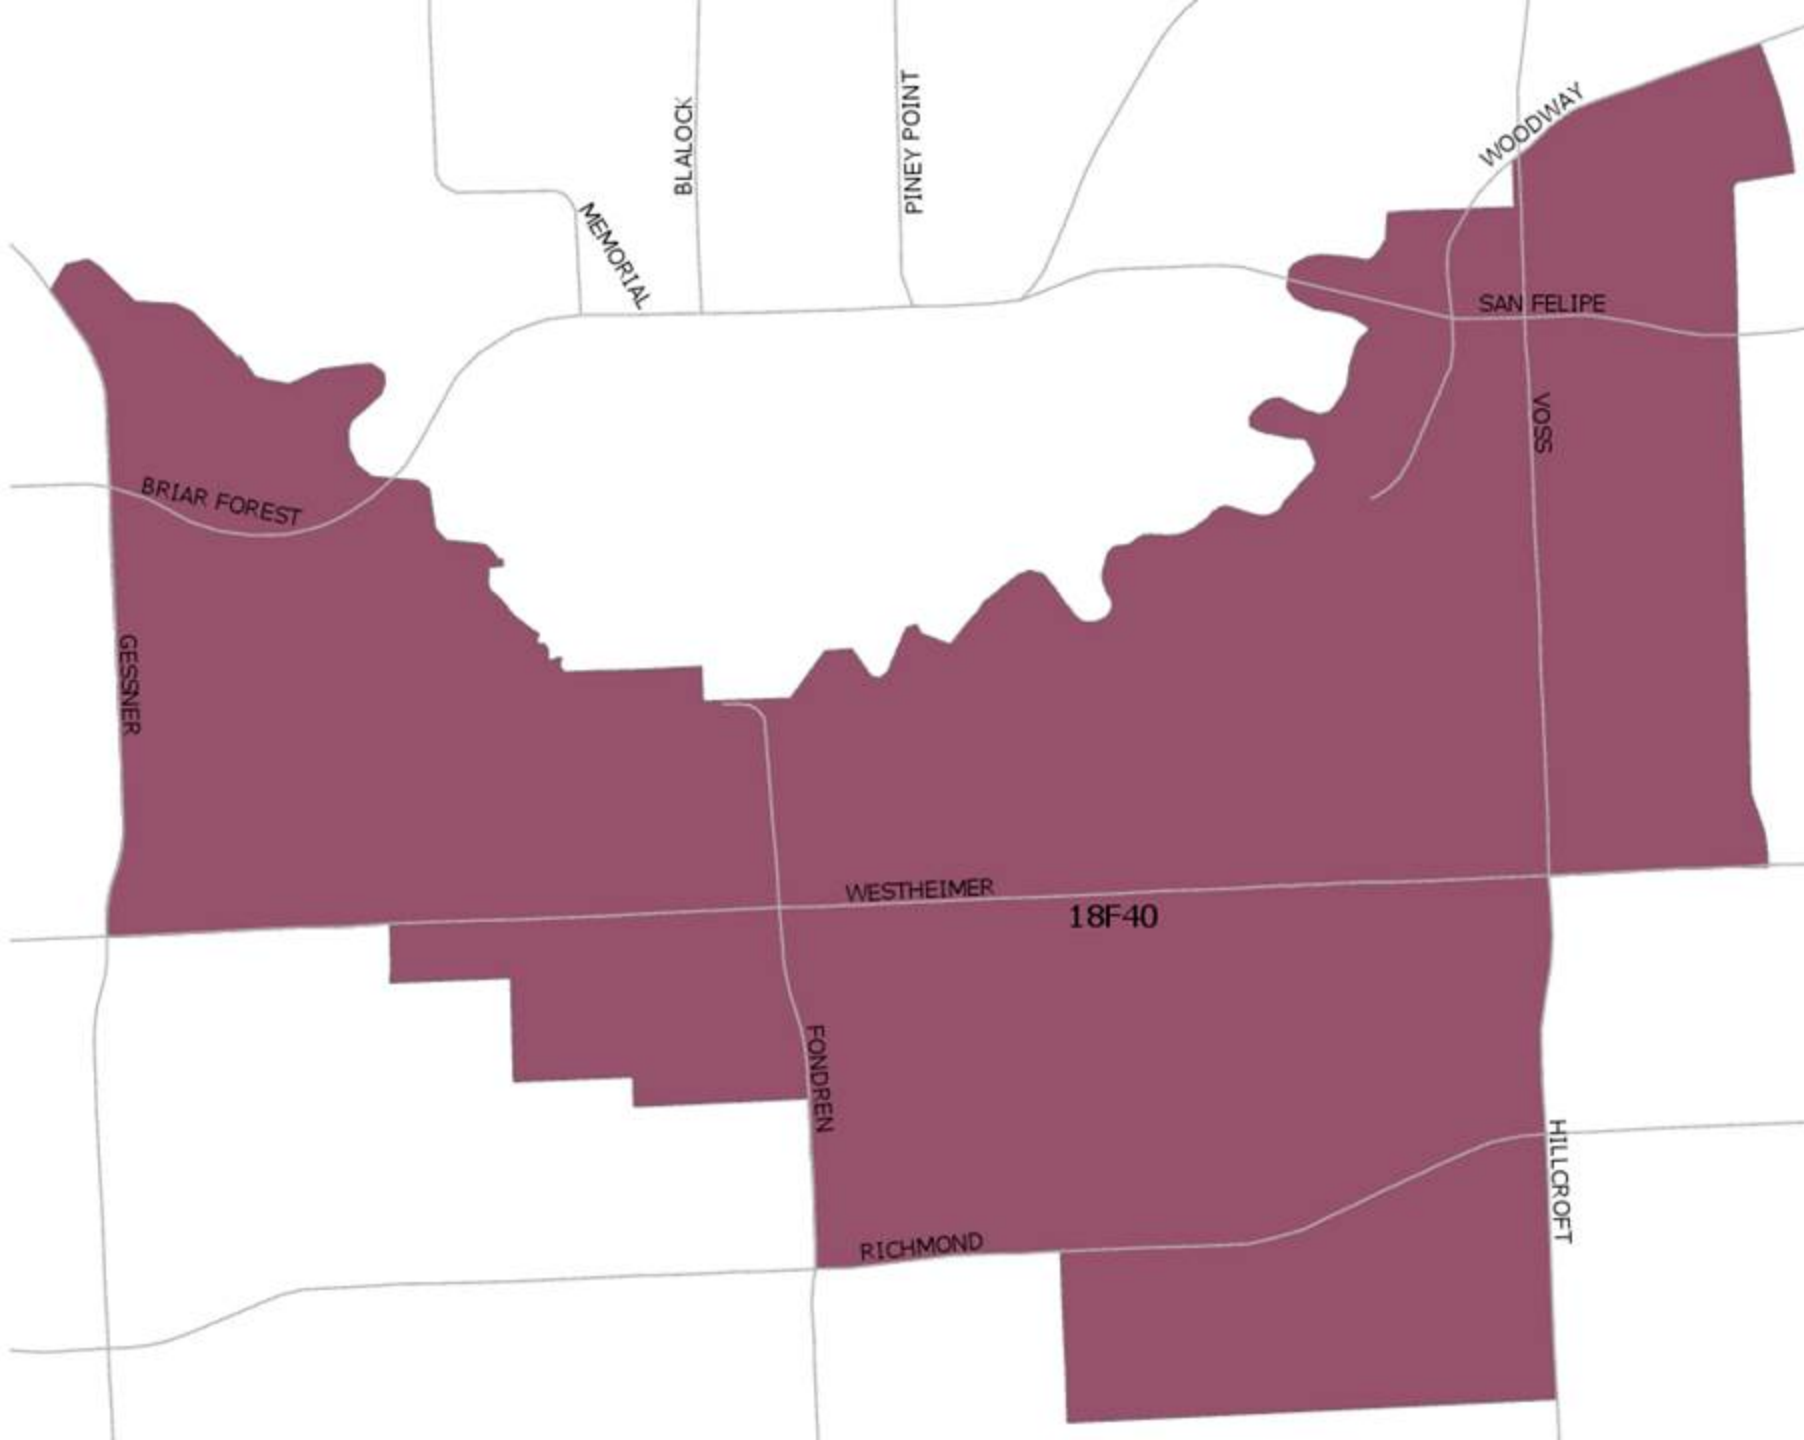 PINEY POINT
WOODWAY
BLALOCK
MEMORIAL
SAN FELIPE
VOSS
BRIAR FOREST
GESSNER
WESTHEIMER
18F40
FONDREN
HILLCROFT
RICHMOND